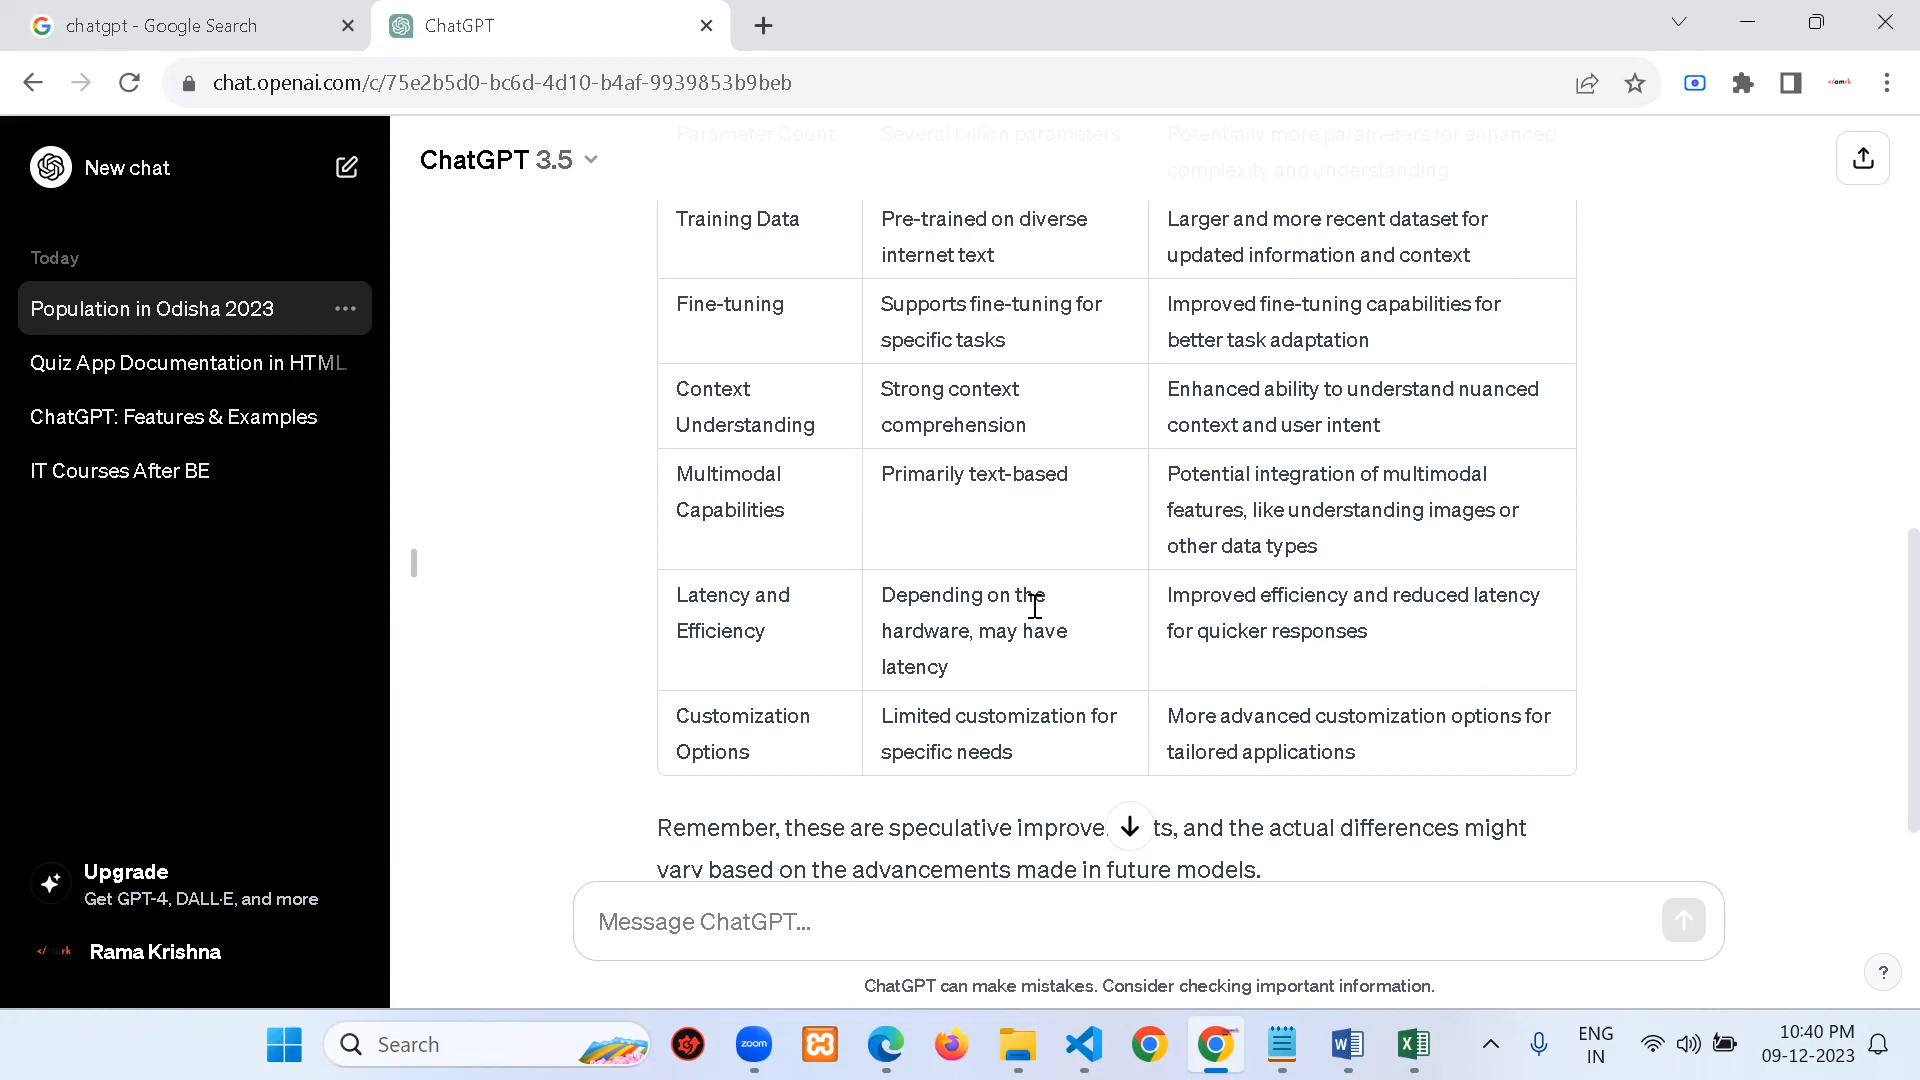 chatgpt - Google Search
ChatGPT
chat.openai.com/c/75e2b5d0-bc6d-4d10-b4af-9939853b9beb
New chat
Today
Population in Odisha 2023
Quiz App Documentation in HTML
ChatGPT: Features & Examples
IT Courses After BE
Upgrade
Get GPT-4, DALL·E, and more
Rama Krishna
ChatGPT 3.5
Parameter Count
Several billion parameters
Potentially more parameters for enhanced
complexity and understanding
Training Data
Pre-trained on diverse
internet text
Larger and more recent dataset for
updated information and context
Fine-tuning
Supports fine-tuning for
specific tasks
Improved fine-tuning capabilities for
better task adaptation
Context
Understanding
Strong context
comprehension
Enhanced ability to understand nuanced
context and user intent
Multimodal
Capabilities
Primarily text-based
Potential integration of multimodal
features, like understanding images or
other data types
Latency and
Efficiency
Depending on the
hardware, may have
latency
Improved efficiency and reduced latency
for quicker responses
Customization
Options
Limited customization for
specific needs
More advanced customization options for
tailored applications
Remember, these are speculative and the actual differences might
vary based on the advancements made in future models.
Message ChatGPT...
ChatGPT can make mistakes. Consider checking important information.
?
Search
zoom
ENG
IN
10:40 PM
09-12-2023